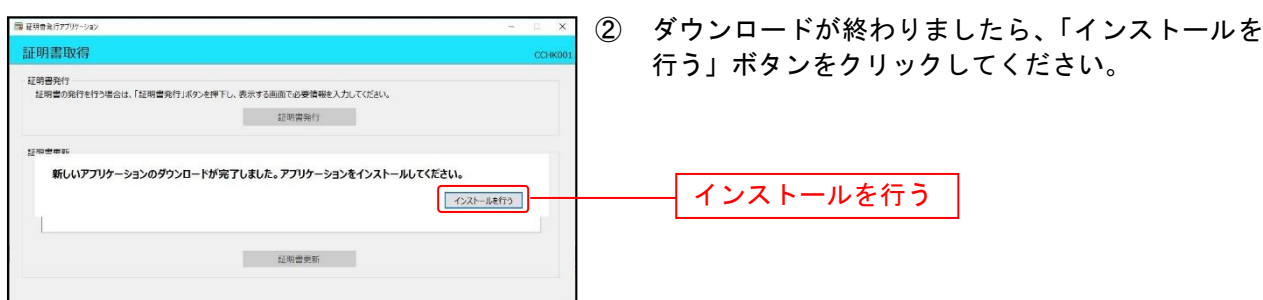 証明書発行アプリケーション
証明書取得
CCHK001
証明書発行
証明書の発行を行う場合は、「証明書発行」ボタンを押下し、表示する画面で必要情報を入力してください。
証明書発行
証明書更新
新しいアプリケーションのダウンロードが完了しました。アプリケーションをインストールしてください。
インストールを行う
証明書更新
② ダウンロードが終わりましたら、「インストールを
行う」ボタンをクリックしてください。
インストールを行う